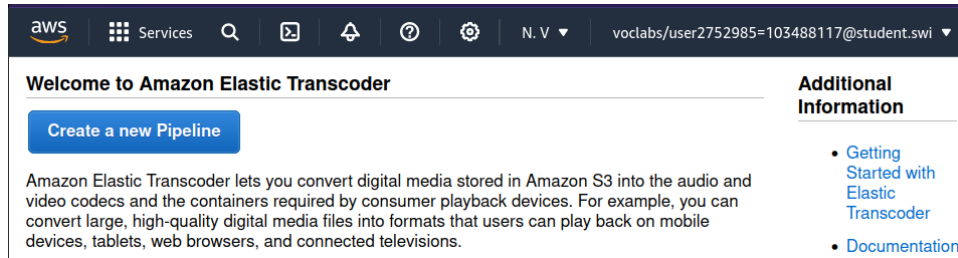 aws Services N. V voclabs/user2752985=103488117@student.swi
Welcome to Amazon Elastic Transcoder
Create a new Pipeline
Amazon Elastic Transcoder lets you convert digital media stored in Amazon S3 into the audio and
video codecs and the containers required by consumer playback devices. For example, you can
convert large, high-quality digital media files into formats that users can play back on mobile
devices, tablets, web browsers, and connected televisions.
Additional
Information
Getting
Started with
Elastic
Transcoder
Documentation